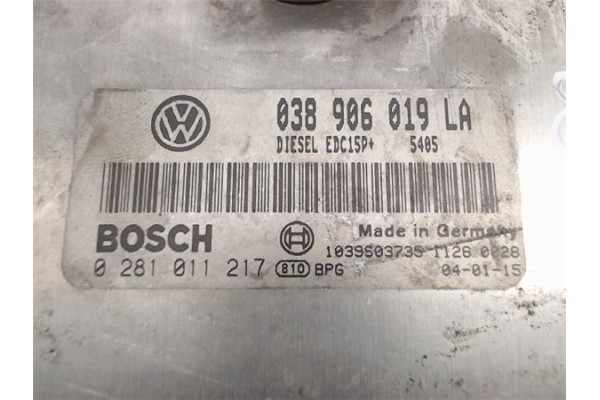 038 906 019 LA
DIESEL EDC15P+ 5405
BOSCH
Made in Germany
1039S03735 1126 0028
0 281 011 217 810 BPG 04-01-15